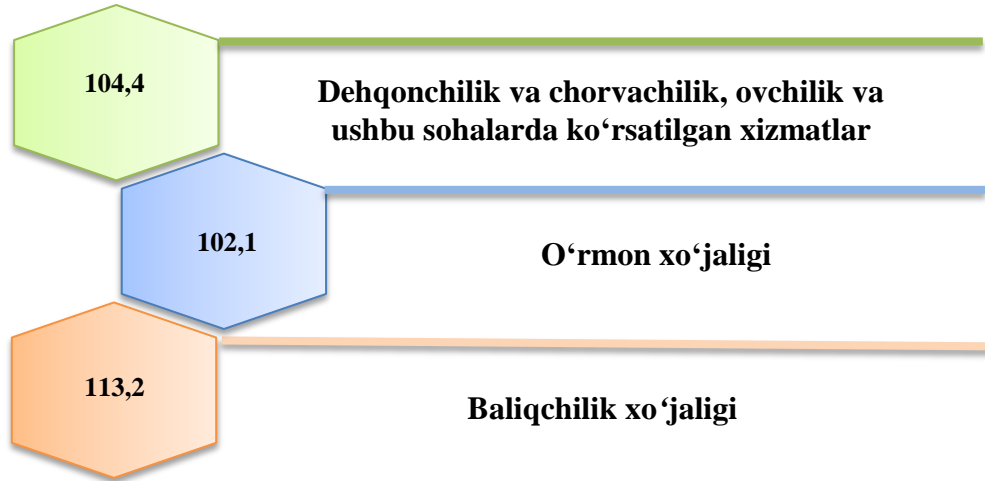 104,4
Dehqonchilik va chorvachilik, ovchilik va
ushbu sohalarda ko‘rsatilgan xizmatlar
102,1
O‘rmon xo‘jaligi
113,2
Baliqchilik xo‘jaligi